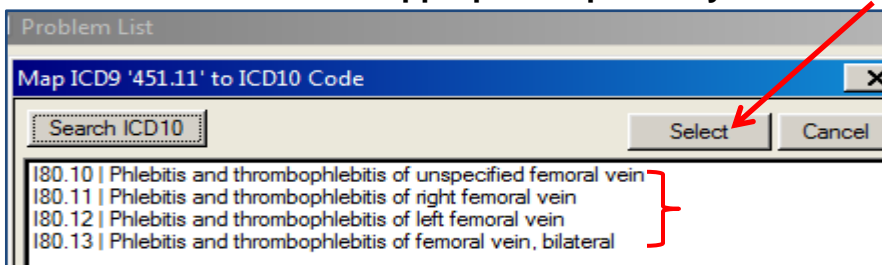 Problem List
Map ICD9 '451.11' to ICD10 Code
Search ICD10 Select Cancel
I80.10 | Phlebitis and thrombophlebitis of unspecified femoral vein
I80.11 | Phlebitis and thrombophlebitis of right femoral vein
I80.12 | Phlebitis and thrombophlebitis of left femoral vein
I80.13 | Phlebitis and thrombophlebitis of femoral vein, bilateral